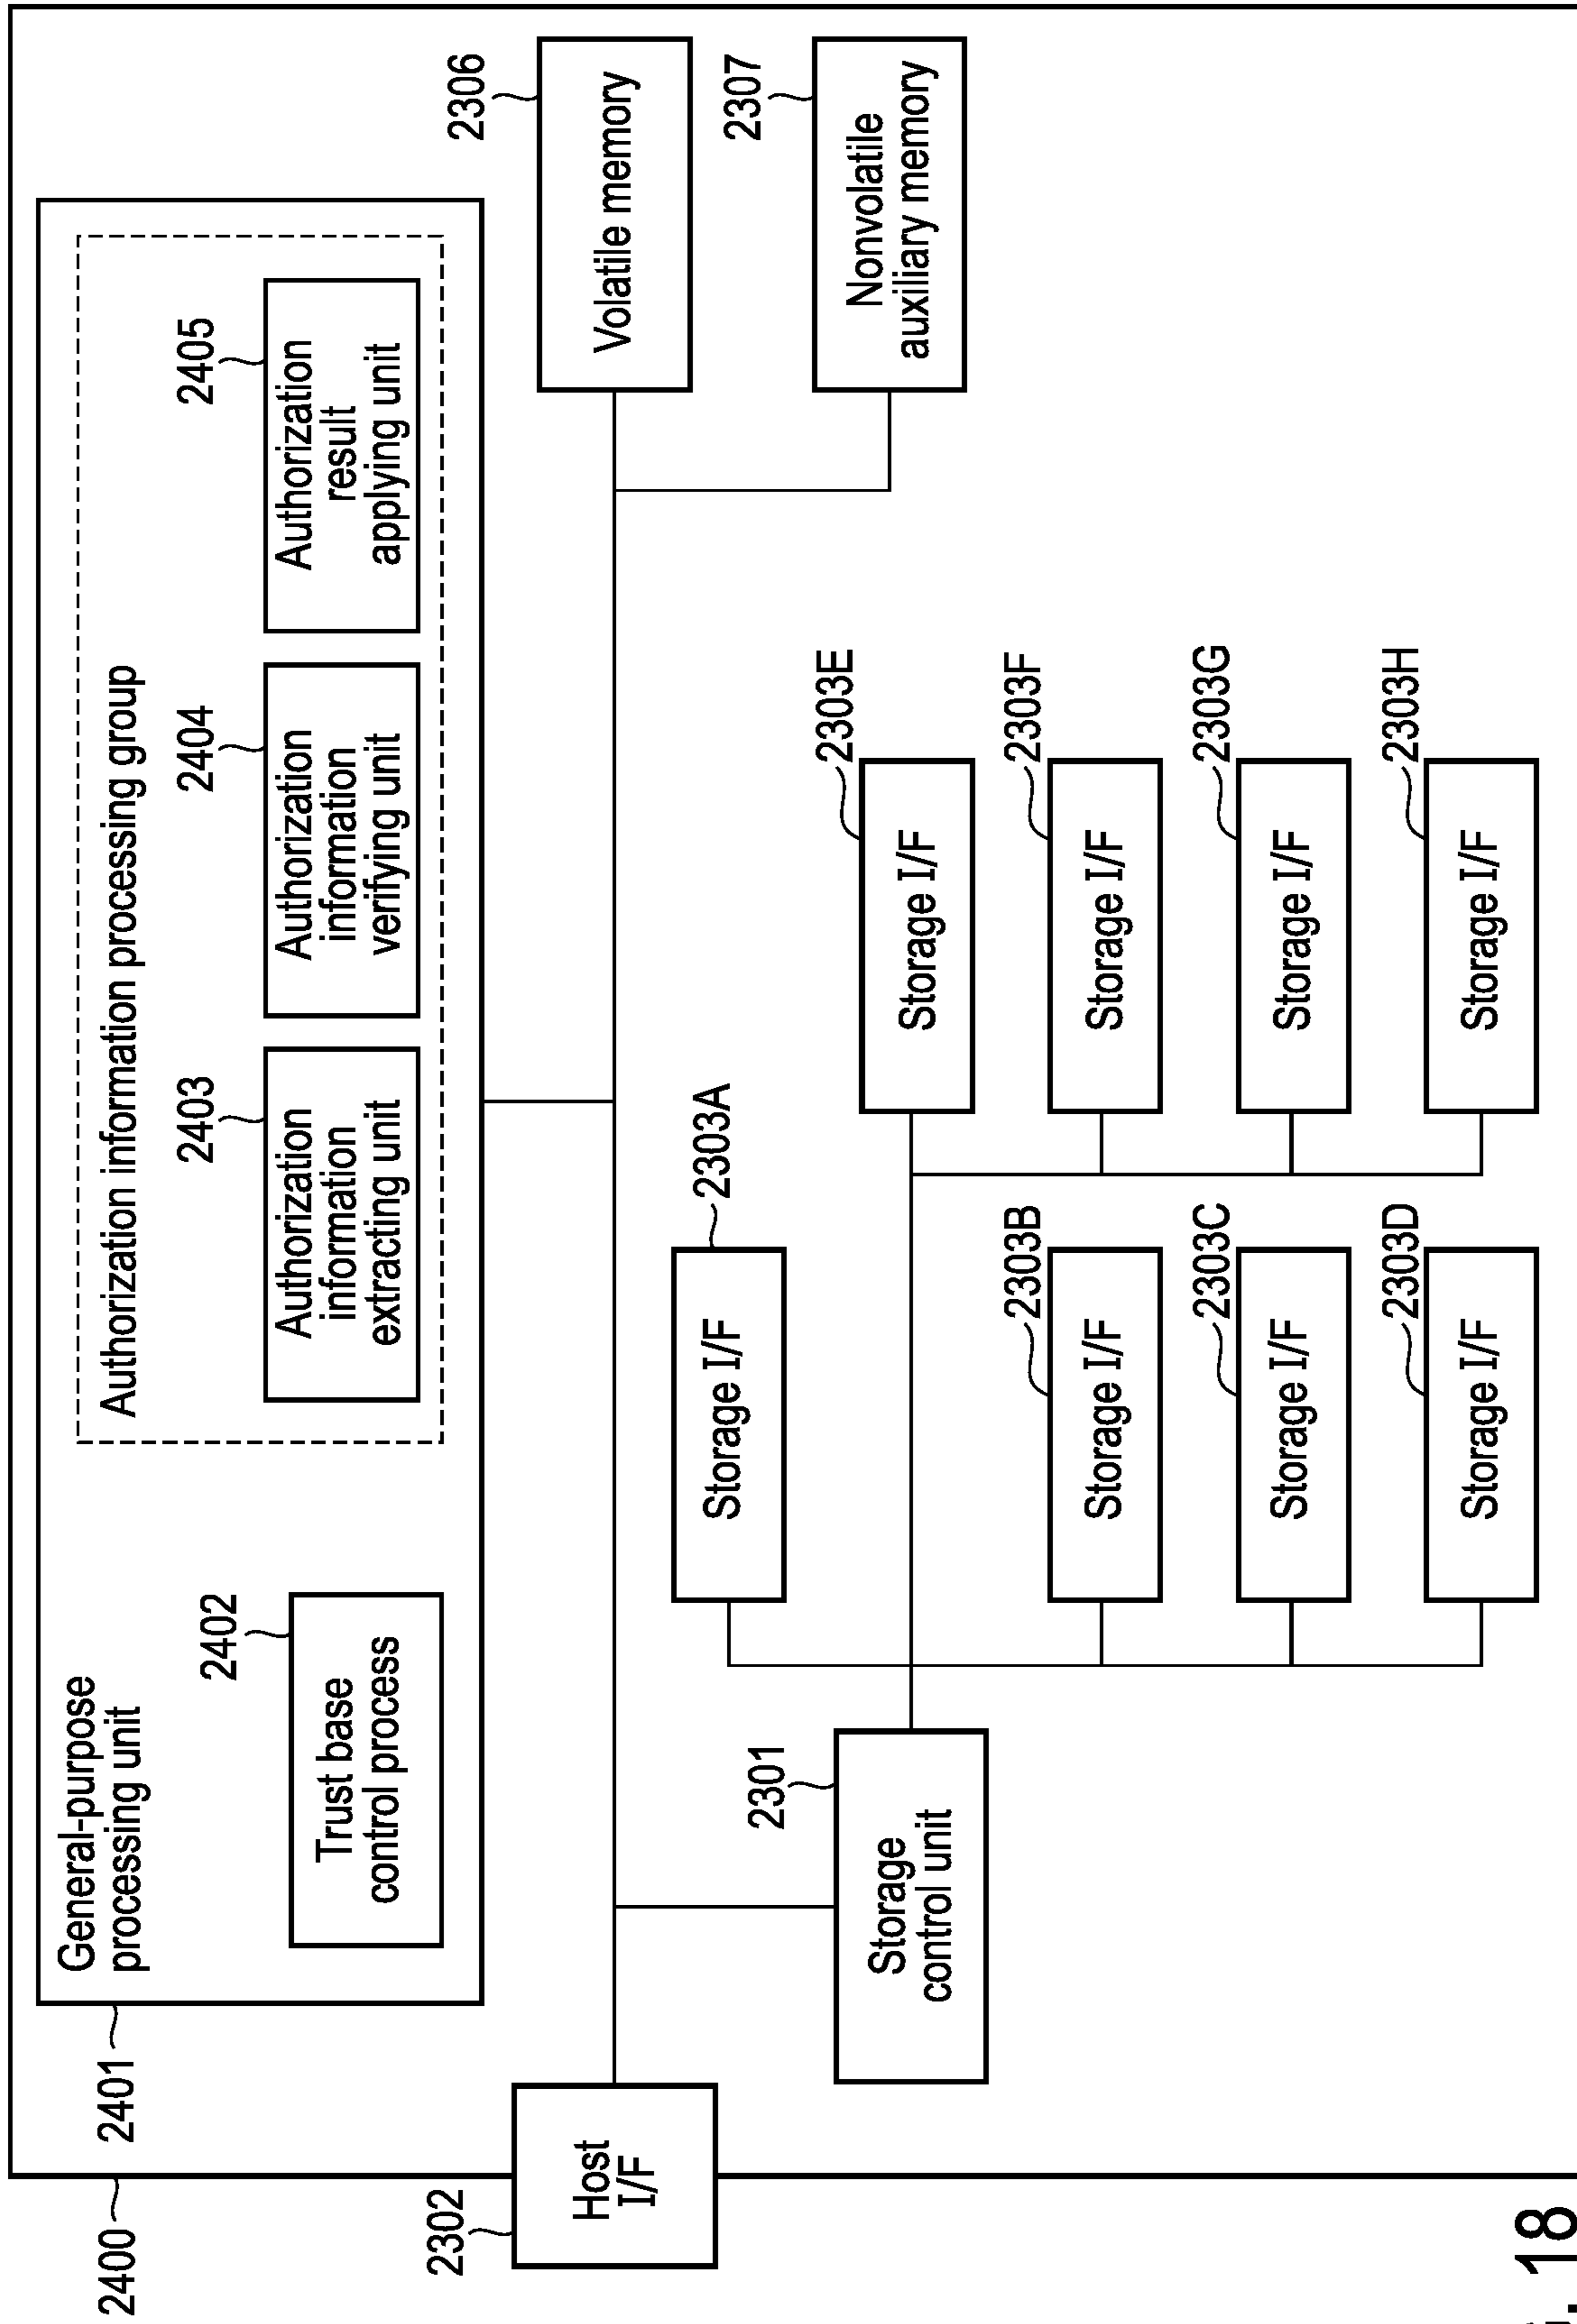 2400
2401
General-purpose
processing unit
2402
Trust base
control process
Authorization information processing group
2403
Authorization
information
extracting unit
2404
Authorization
information
verifying unit
2405
Authorization
result
applying unit
2302
Host
I/F
2306
Volatile memory
2307
Nonvolatile
auxiliary memory
2301
Storage
control unit
2303A
Storage I/F
2303B
Storage I/F
2303C
Storage I/F
2303D
Storage I/F
2303E
Storage I/F
2303F
Storage I/F
2303G
Storage I/F
2303H
Storage I/F
18